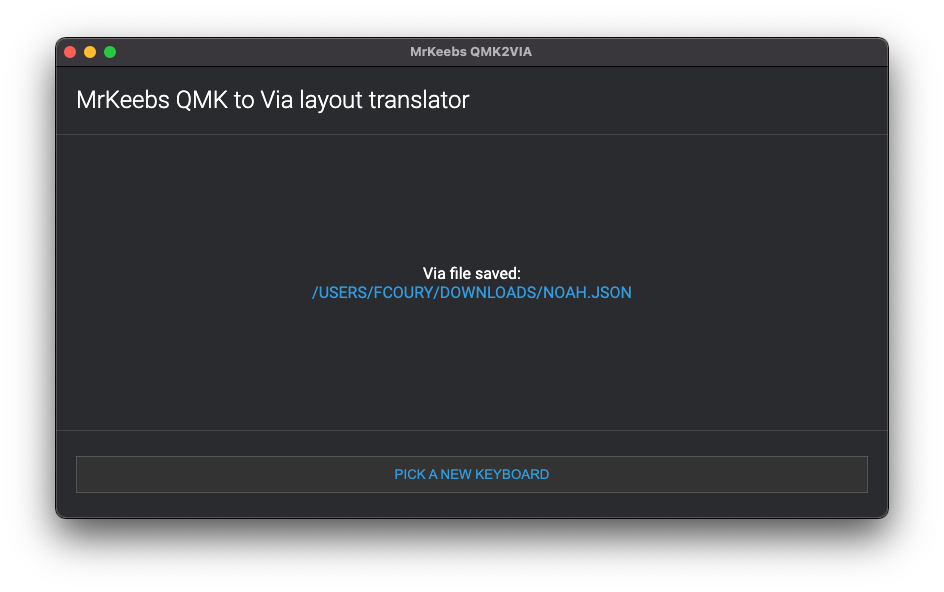 MrKeebs QMK2VIA
MrKeebs QMK to Via layout translator
Via file saved:
/USERS/FCOURY/DOWNLOADS/NOAH.JSON
PICK A NEW KEYBOARD